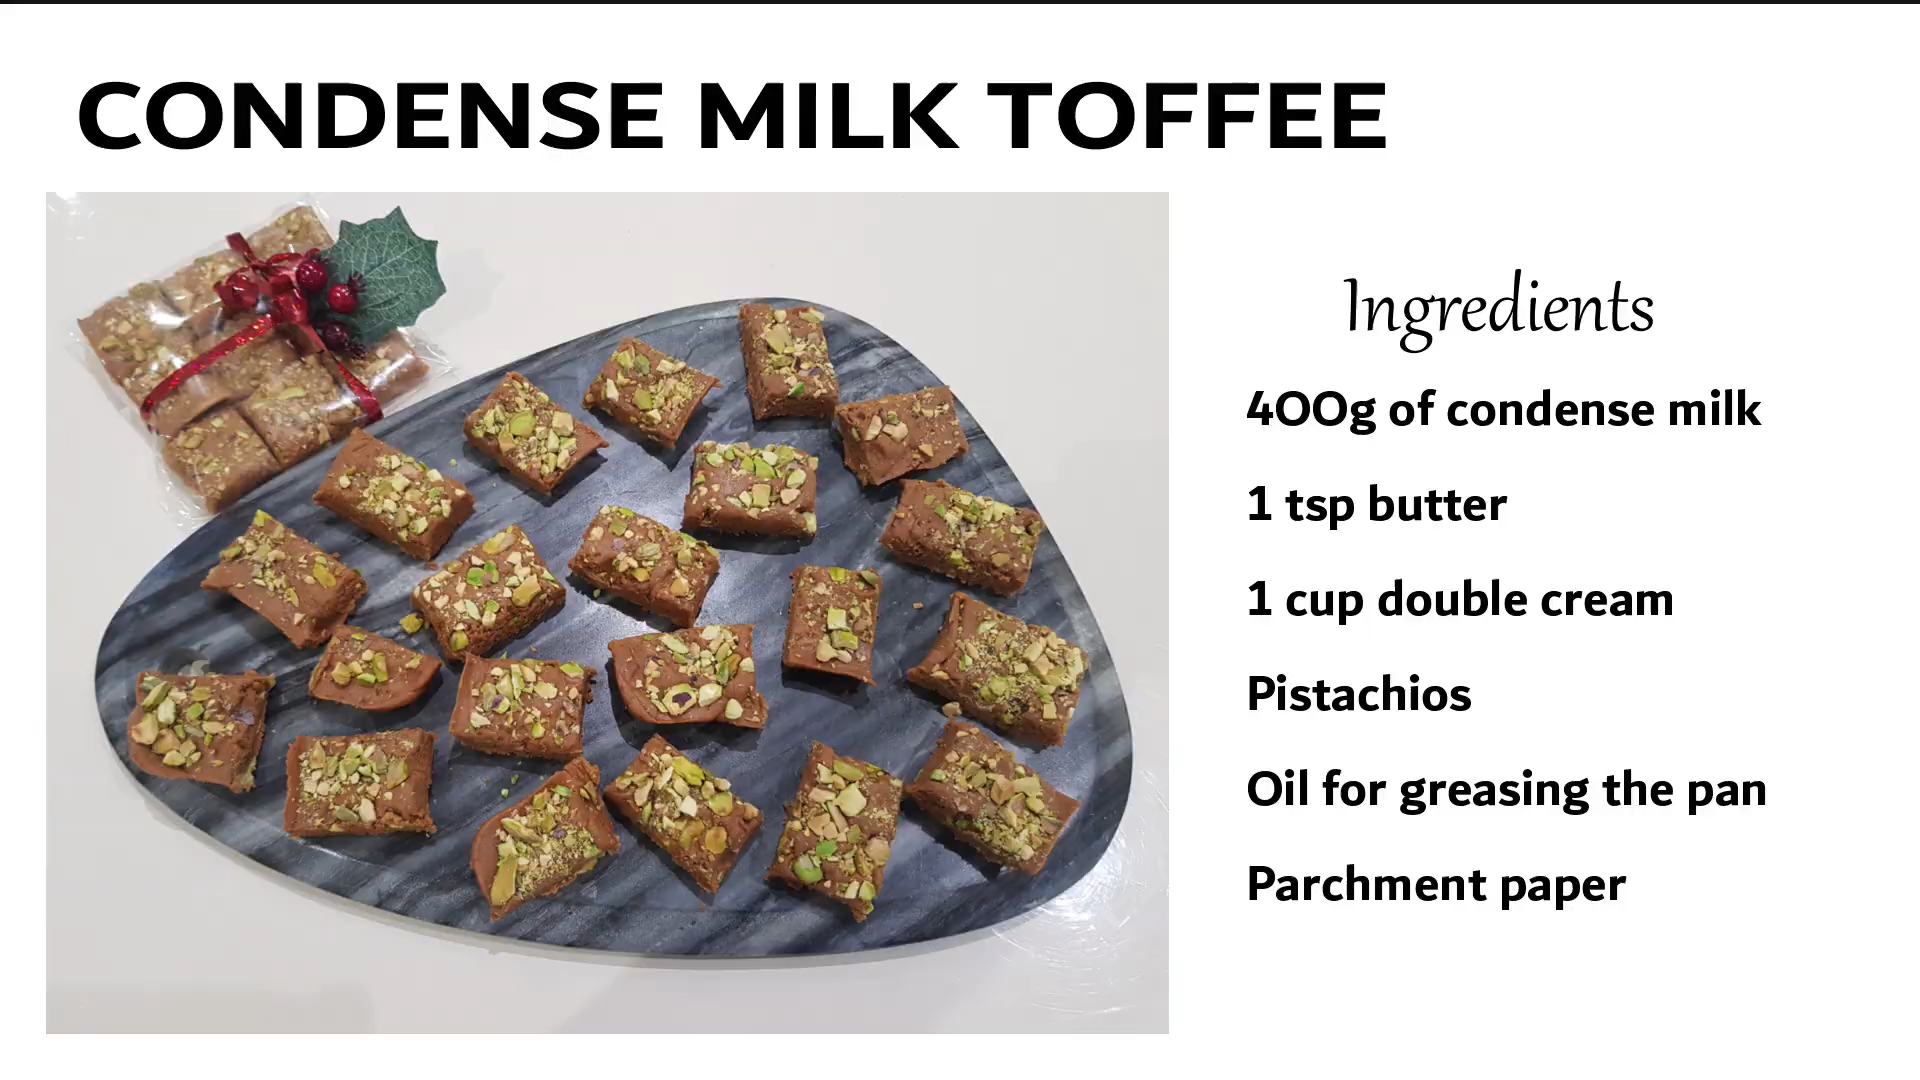 CONDENSE MILK TOFFEE
Ingredients
400g of condense milk
1 tsp butter
1 cup double cream
Pistachios
Oil for greasing the pan
Parchment paper